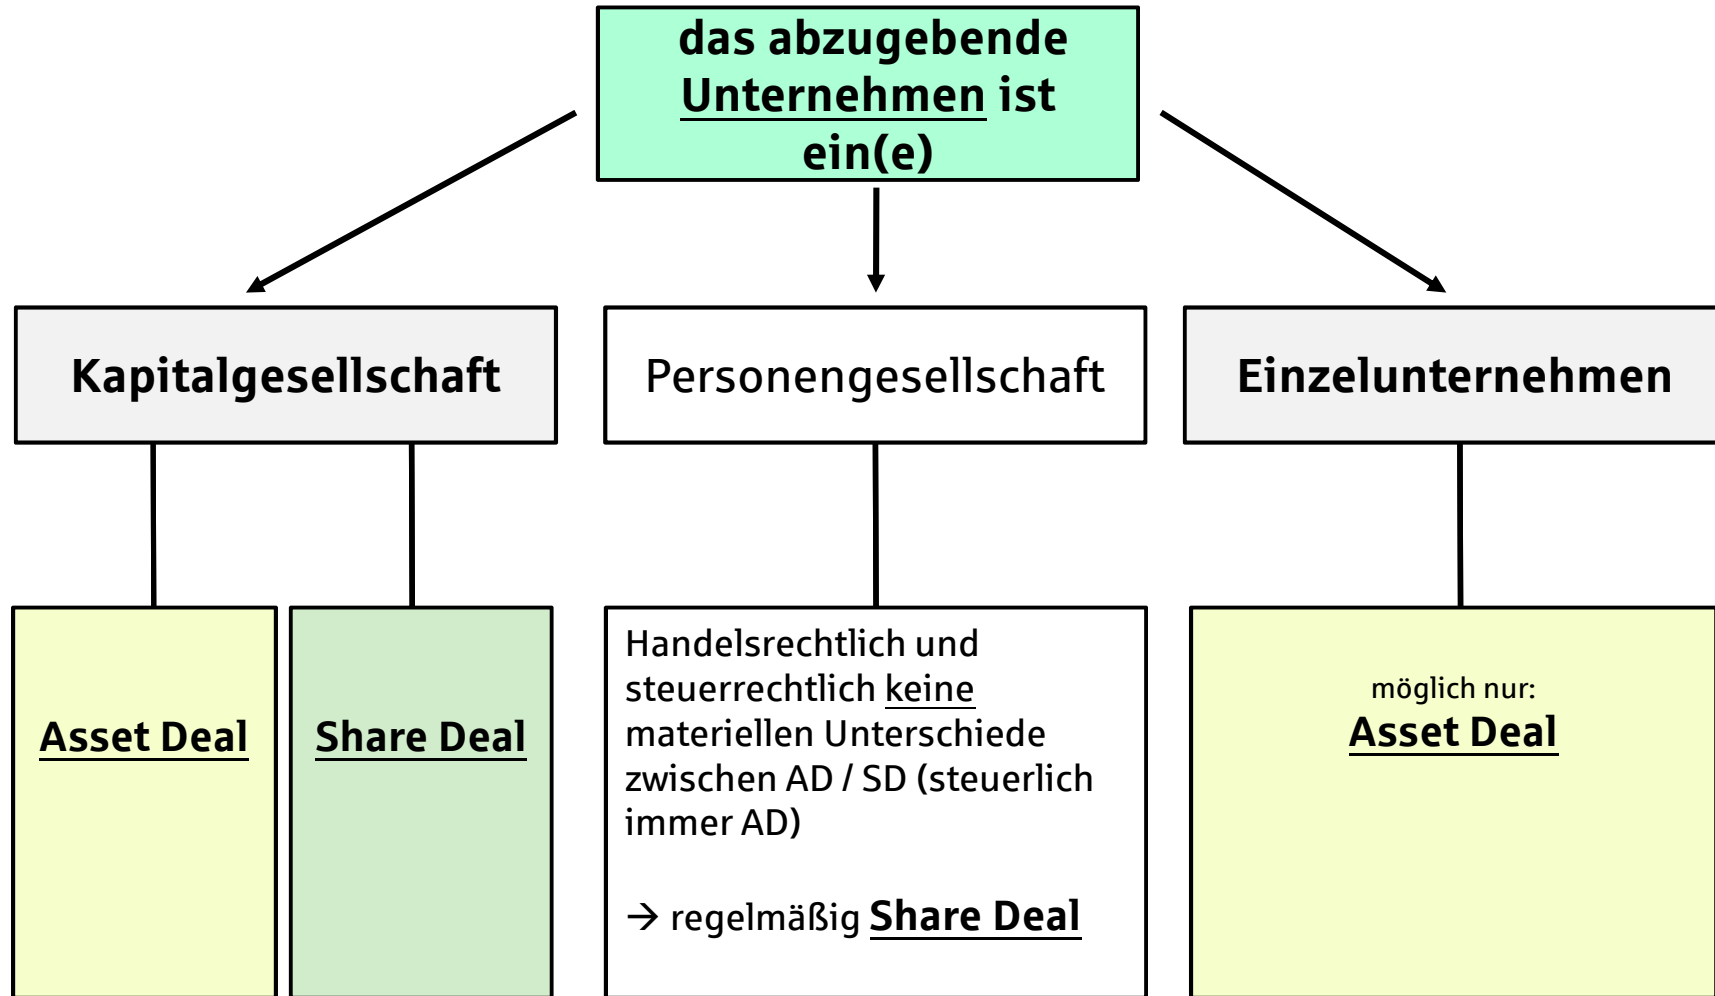 das abzugebende
Unternehmen ist
ein(e)
Kapitalgesellschaft
Personengesellschaft
Einzelunternehmen
Asset Deal
Share Deal
Handelsrechtlich und
steuerrechtlich keine
materiellen Unterschiede
zwischen AD / SD (steuerlich
immer AD)
→ regelmäßig Share Deal
möglich nur:
Asset Deal